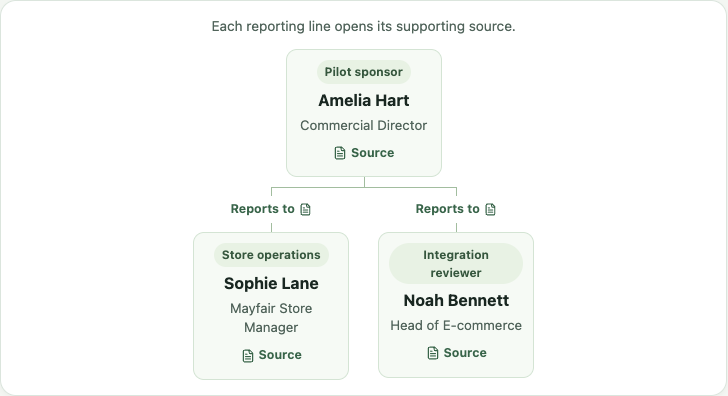 Each reporting line opens its supporting source.
Pilot sponsor
Amelia Hart
Commercial Director
Source
Reports to
Reports to
Store operations
Sophie Lane
Mayfair Store
Manager
Source
Integration
reviewer
Noah Bennett
Head of E-commerce
Source